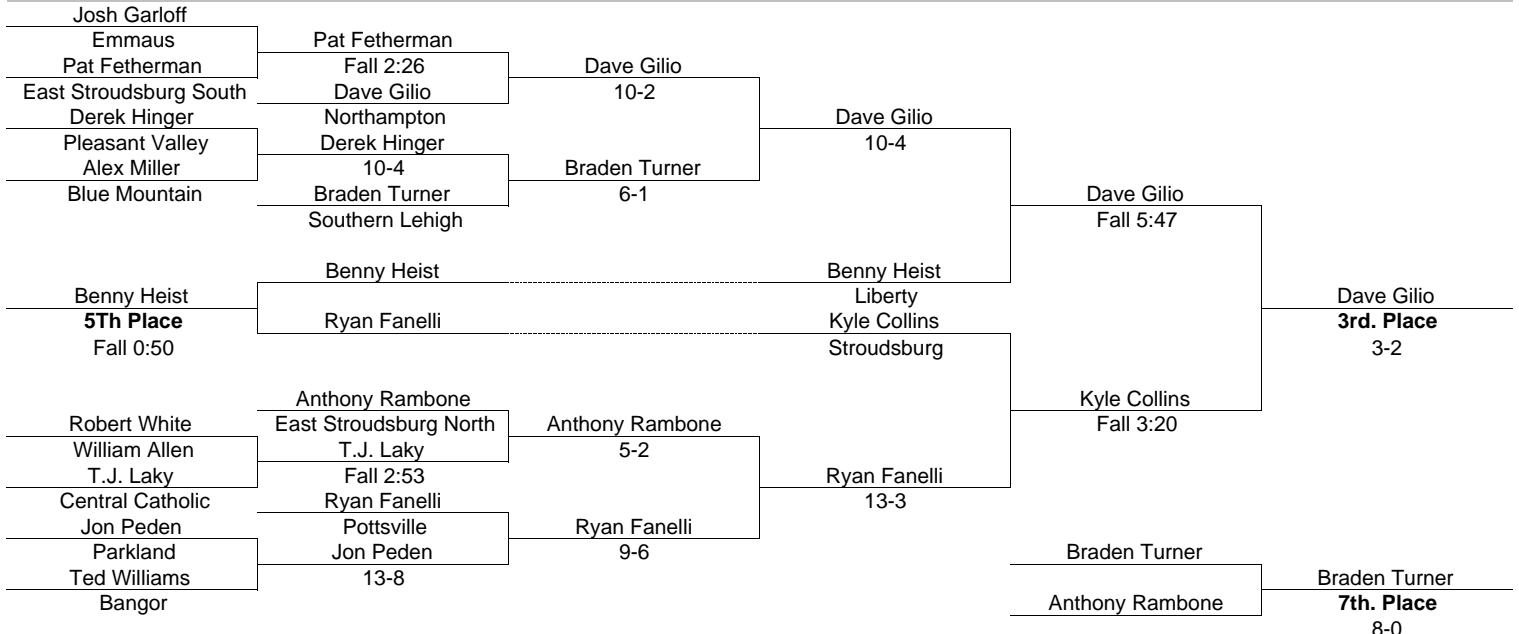 Josh Garloff
Emmaus
Pat Fetherman
Pat Fetherman
Fall 2:26
Dave Gilio
East Stroudsburg South
Dave Gilio
10-2
Derek Hinger
Northampton
Dave Gilio
Pleasant Valley
Derek Hinger
10-4
Alex Miller
10-4
Braden Turner
Blue Mountain
Braden Turner
6-1
Dave Gilio
Southern Lehigh
Fall 5:47
Benny Heist
Benny Heist
Benny Heist
Liberty
Dave Gilio
5Th Place
Ryan Fanelli
Kyle Collins
3rd. Place
Fall 0:50
Stroudsburg
3-2
Anthony Rambone
Kyle Collins
Robert White
East Stroudsburg North
Anthony Rambone
Fall 3:20
William Allen
T.J. Laky
5-2
T.J. Laky
Fall 2:53
Ryan Fanelli
Central Catholic
Ryan Fanelli
13-3
Jon Peden
Pottsville
Ryan Fanelli
Parkland
Jon Peden
9-6
Braden Turner
Ted Williams
13-8
Braden Turner
Bangor
Anthony Rambone
7th. Place
8-0